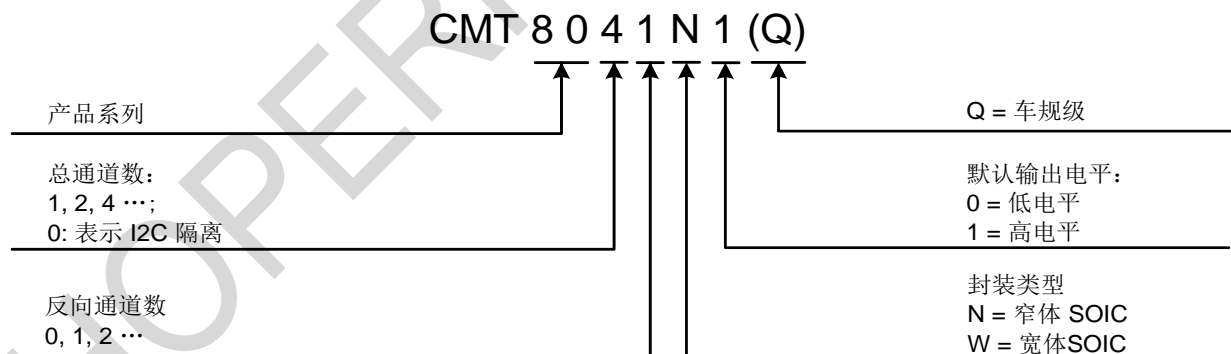 CMT 8 0 4 1 N 1 (Q)
产品系列
总通道数：
1, 2, 4 ⋯;
0: 表示 I2C 隔离
反向通道数
0, 1, 2 ⋯
Q = 车规级
默认输出电平：
0 = 低电平
1 = 高电平
封装类型
N = 窄体 SOIC
W = 宽体SOIC
HOPERF